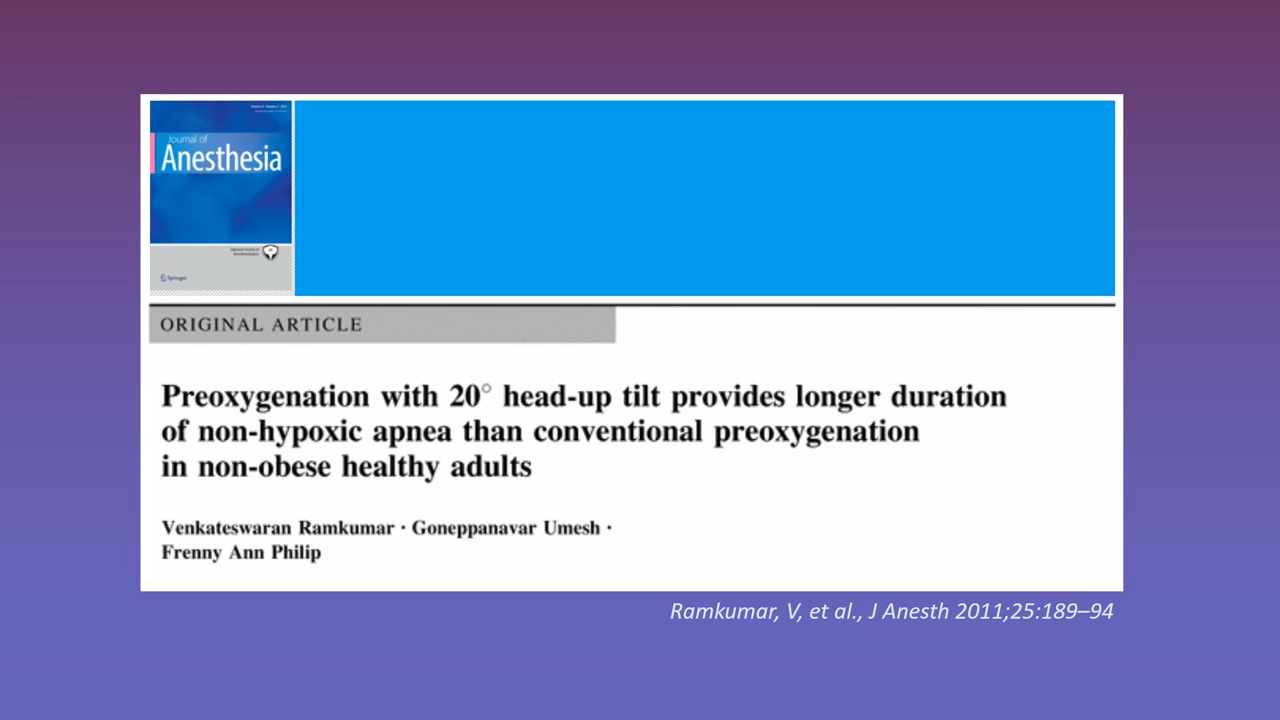 Journal of
Anesthesia
Springer
ORIGINAL ARTICLE
Preoxygenation with 20° head-up tilt provides longer duration
of non-hypoxic apnea than conventional preoxygenation
in non-obese healthy adults
Venkateswaran Ramkumar · Goneppanavar Umesh ·
Frenny Ann Philip
Ramkumar, V, et al., J Anesth 2011;25:189–94